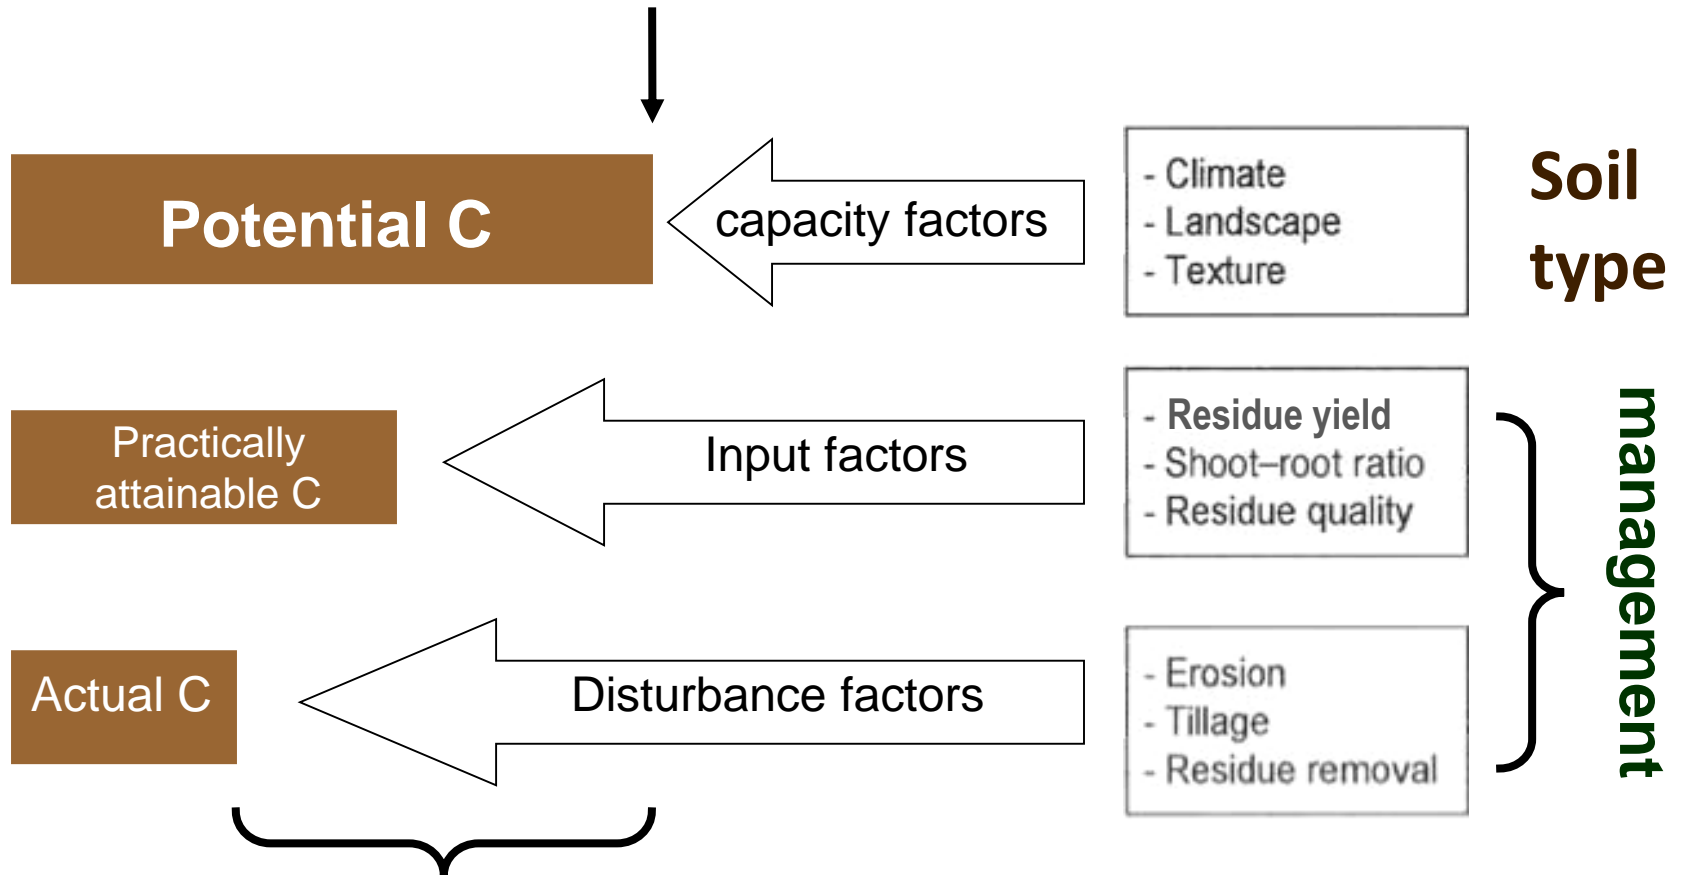 Potential C
capacity factors
- Climate
- Landscape
- Texture
Soil
type
Practically
attainable C
Input factors
- Residue yield
- Shoot–root ratio
- Residue quality
management
Actual C
Disturbance factors
- Erosion
- Tillage
- Residue removal